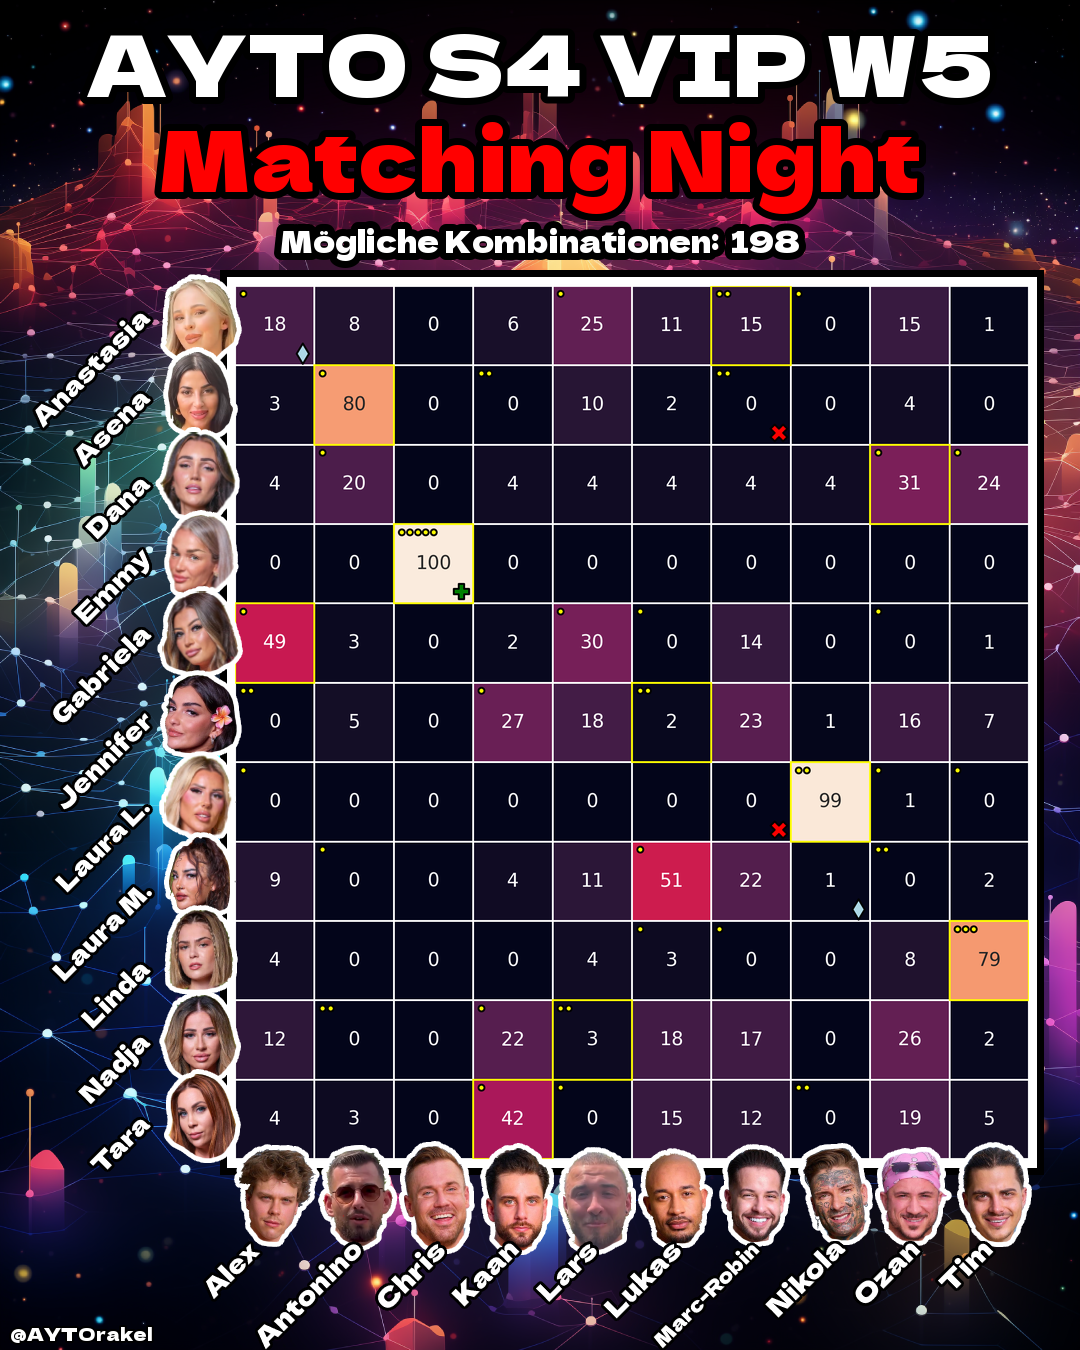 AYTO S4 VIP W5
Matching Night
Mögliche Kombinationen: 198
Anastasia 18 8 0 6 25 11 15 0 15 1
Asena 3 80 0 0 10 2 0 0 4 0
Dana 4 20 0 4 4 4 4 4 31 24
Emmy 0 0 100 0 0 0 0 0 0 0
Gabriela 49 3 0 2 30 0 14 0 0 1
Jennifer 0 5 0 27 18 2 23 1 16 7
Laura L. 0 0 0 0 0 0 0 99 1 0
Laura M. 9 0 0 4 11 51 22 1 0 2
Linda 4 0 0 0 4 3 0 0 8 79
Nadja 12 0 0 22 3 18 17 0 26 2
Tara 4 3 0 42 0 15 12 0 19 5
Alex Antonino Chris Kaan Lars Lukas Marc-Robin Nikola Ozan Tim
@AYTOrakel